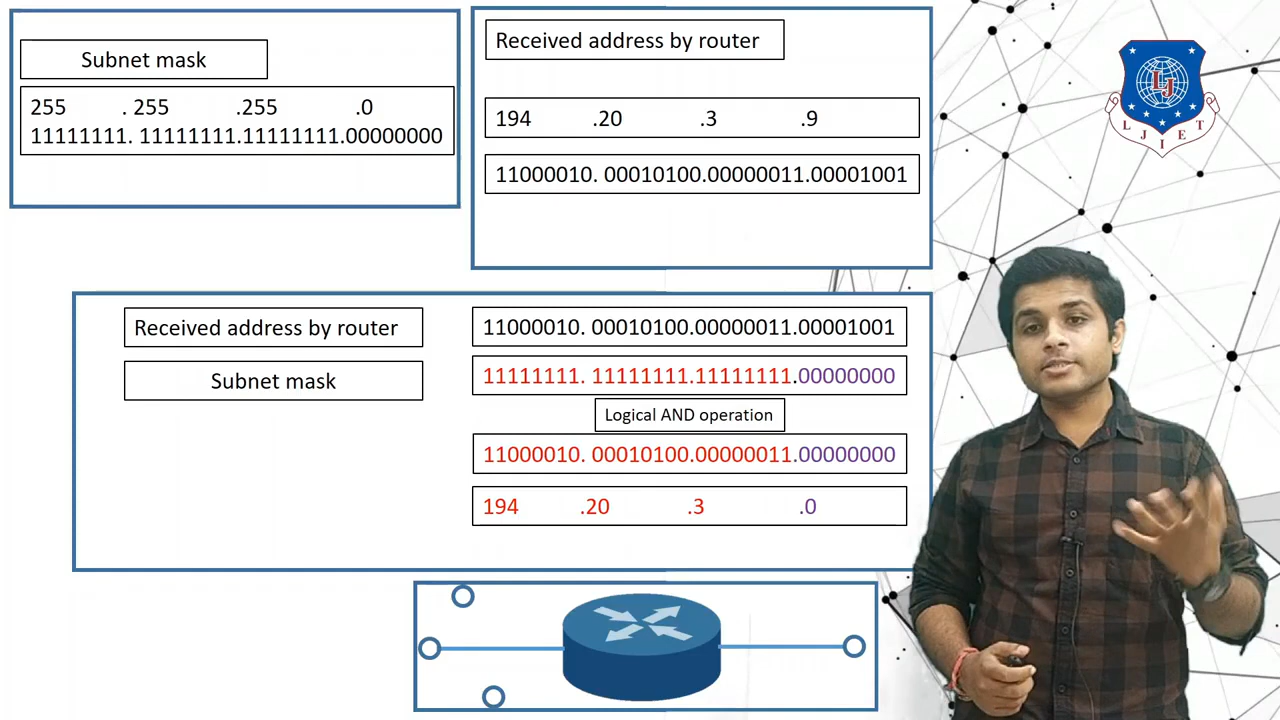 Subnet mask
255 . 255 .255 .0
11111111. 11111111.11111111.00000000
Received address by router
194 .20 .3 .9
11000010. 00010100.00000011.00001001
LJ
L J I E T
Received address by router
11000010. 00010100.00000011.00001001
Subnet mask
11111111. 11111111.11111111.00000000
Logical AND operation
11000010. 00010100.00000011.00000000
194 .20 .3 .0